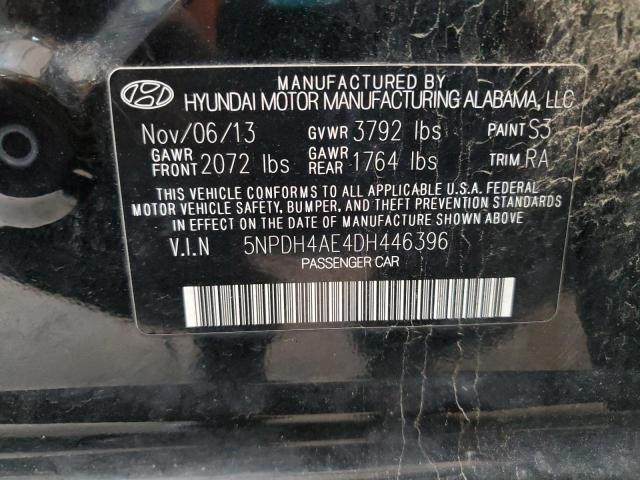 MANUFACTURED BY
HYUNDAI MOTOR MANUFACTURING ALABAMA, LLC
Nov/06/13 GVWR 3792 lbs PAINT S3
GAWR FRONT 2072 lbs GAWR REAR 1764 lbs TRIM RA
THIS VEHICLE CONFORMS TO ALL APPLICABLE U.S.A. FEDERAL
MOTOR VEHICLE SAFETY, BUMPER, AND THEFT PREVENTION STANDARDS
IN EFFECT ON THE DATE OF MANUFACTURE SHOWN ABOVE.
V.I.N 5NPDH4AE4DH446396
PASSENGER CAR